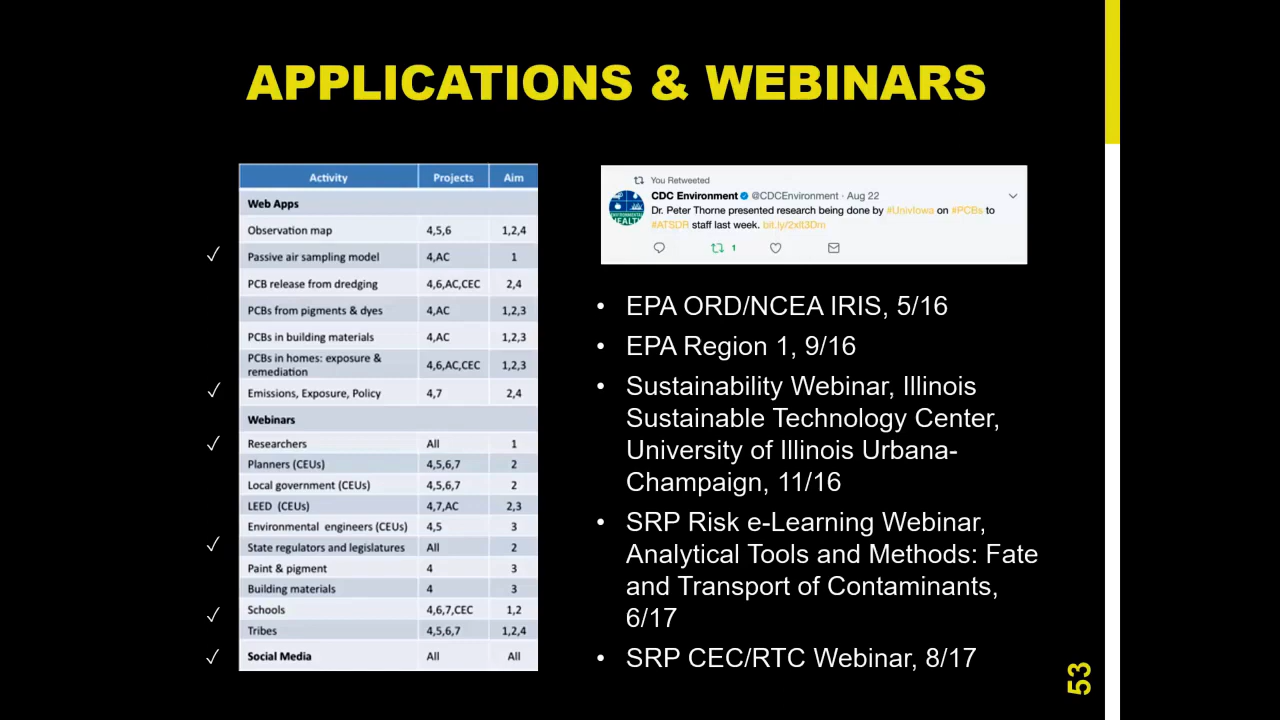 APPLICATIONS & WEBINARS
Activity Projects Aim
Web Apps
Observation map 4,5,6 1,2,4
✓ Passive air sampling model 4,AC 1
PCB release from dredging 4,6,AC,CEC 2,4
PCBs from pigments & dyes 4,AC 1,2,3
PCBs in building materials 4,AC 1,2,3
PCBs in homes: exposure &
remediation 4,6,AC,CEC 1,2,3
✓ Emissions, Exposure, Policy 4,7 2,4
Webinars
✓ Researchers All 1
Planners (CEUs) 4,5,6,7 2
Local government (CEUs) 4,5,6,7 2
LEED (CEUs) 4,7,AC 2,3
Environmental engineers (CEUs) 4,5 3
✓ State regulators and legislatures All 2
Paint & pigment 4 3
Building materials 4 3
✓ Schools 4,6,7,CEC 1,2
Tribes 4,5,6,7 1,2,4
✓ Social Media All All
You Retweeted
CDC Environment @CDCEnvironment · Aug 22
Dr. Peter Thorne presented research being done by #UnivIowa on #PCBs to
#ATSDR staff last week. bit.ly/2xIt3Dm
1
HEALTH
• EPA ORD/NCEA IRIS, 5/16
• EPA Region 1, 9/16
• Sustainability Webinar, Illinois
Sustainable Technology Center,
University of Illinois Urbana-
Champaign, 11/16
• SRP Risk e-Learning Webinar,
Analytical Tools and Methods: Fate
and Transport of Contaminants,
6/17
• SRP CEC/RTC Webinar, 8/17
53